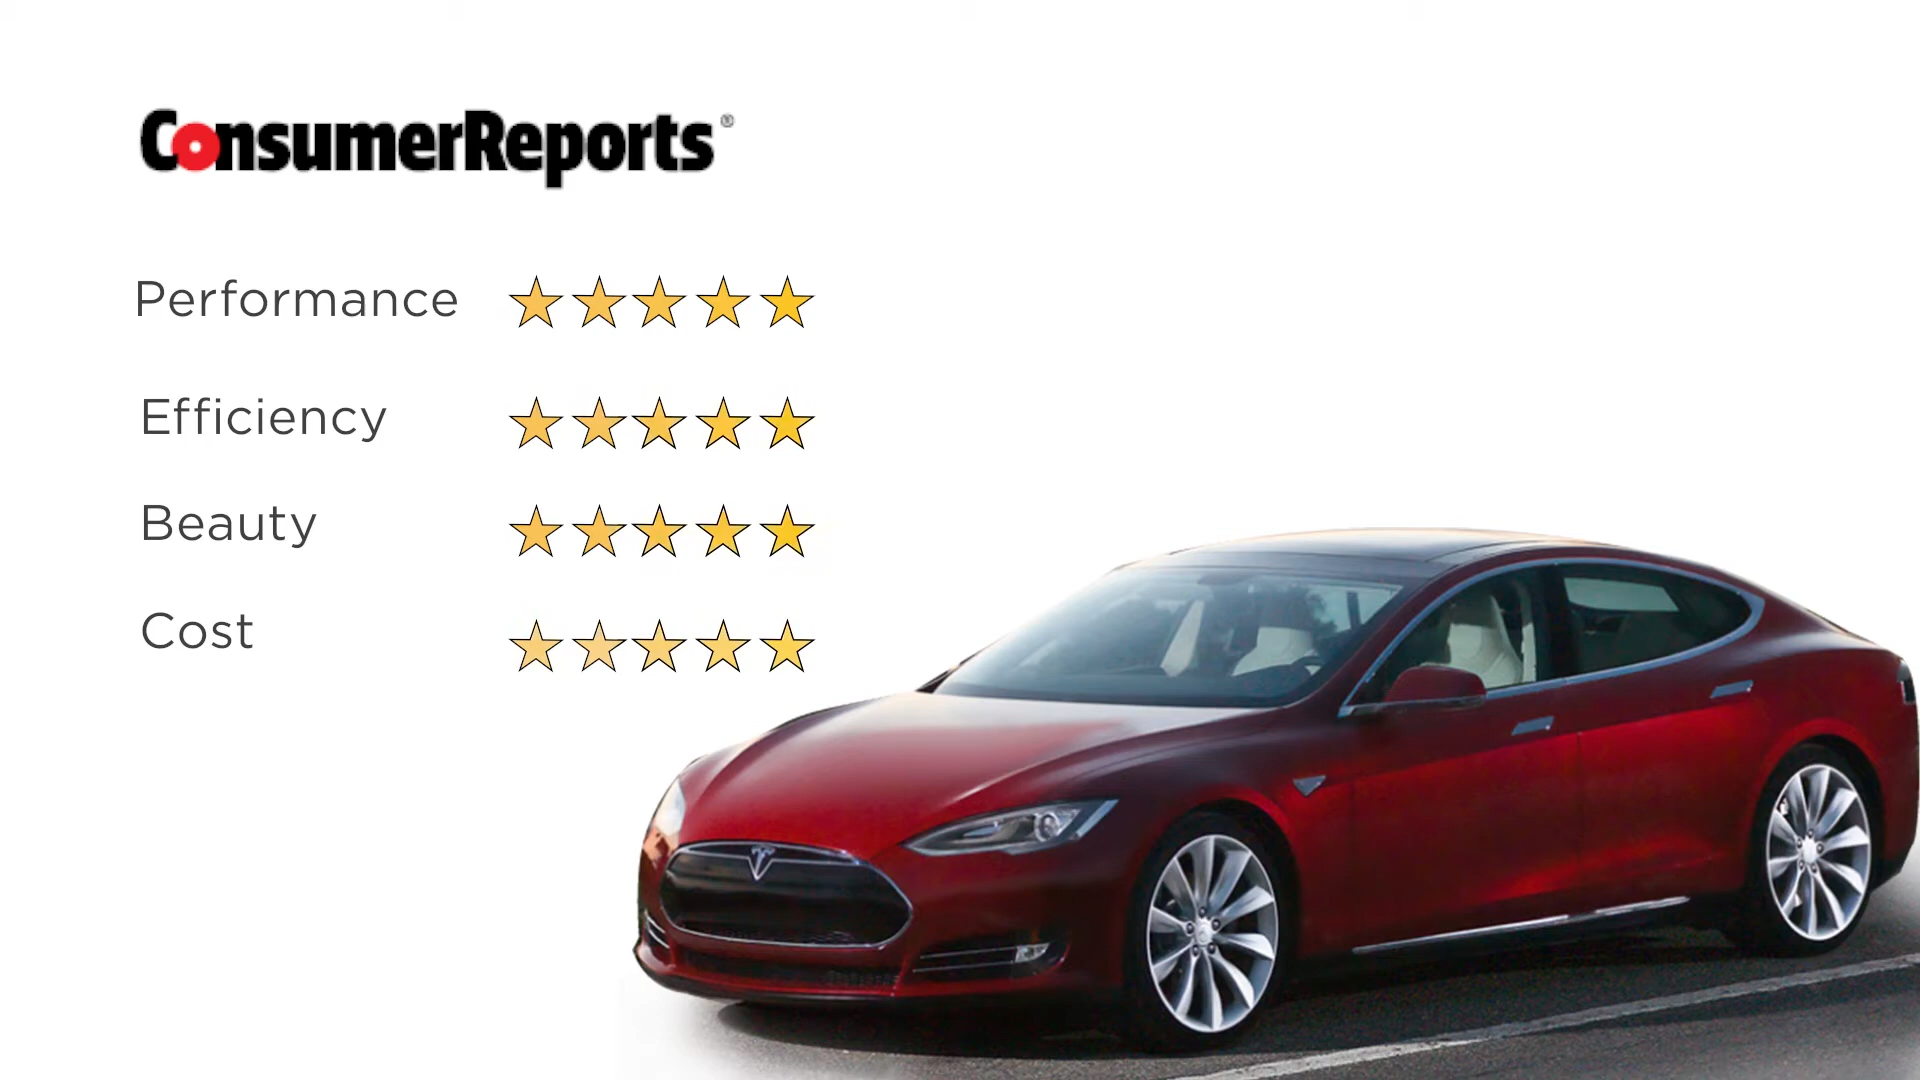 ConsumerReports®
Performance
Efficiency
Beauty
Cost